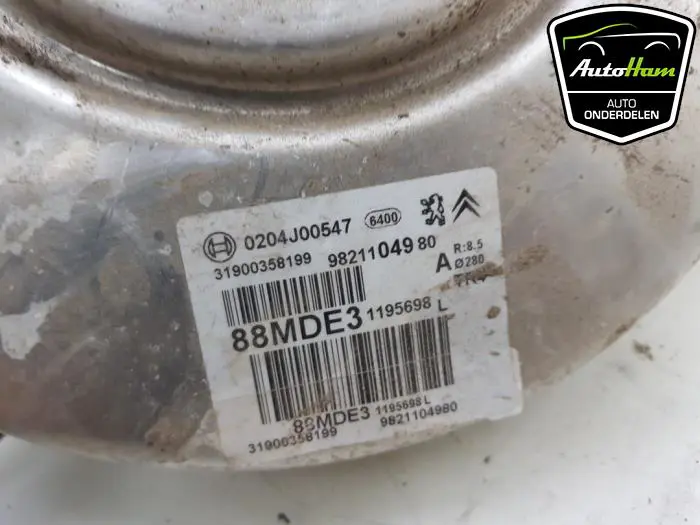 AutoHam
AUTO
ONDERDELEN
0204J00547 6400
31900358199 9821104980
A R:8.5
Ø280
88MDE3 1195698 L
88MDE3 1195698 L
31900358199 9821104980